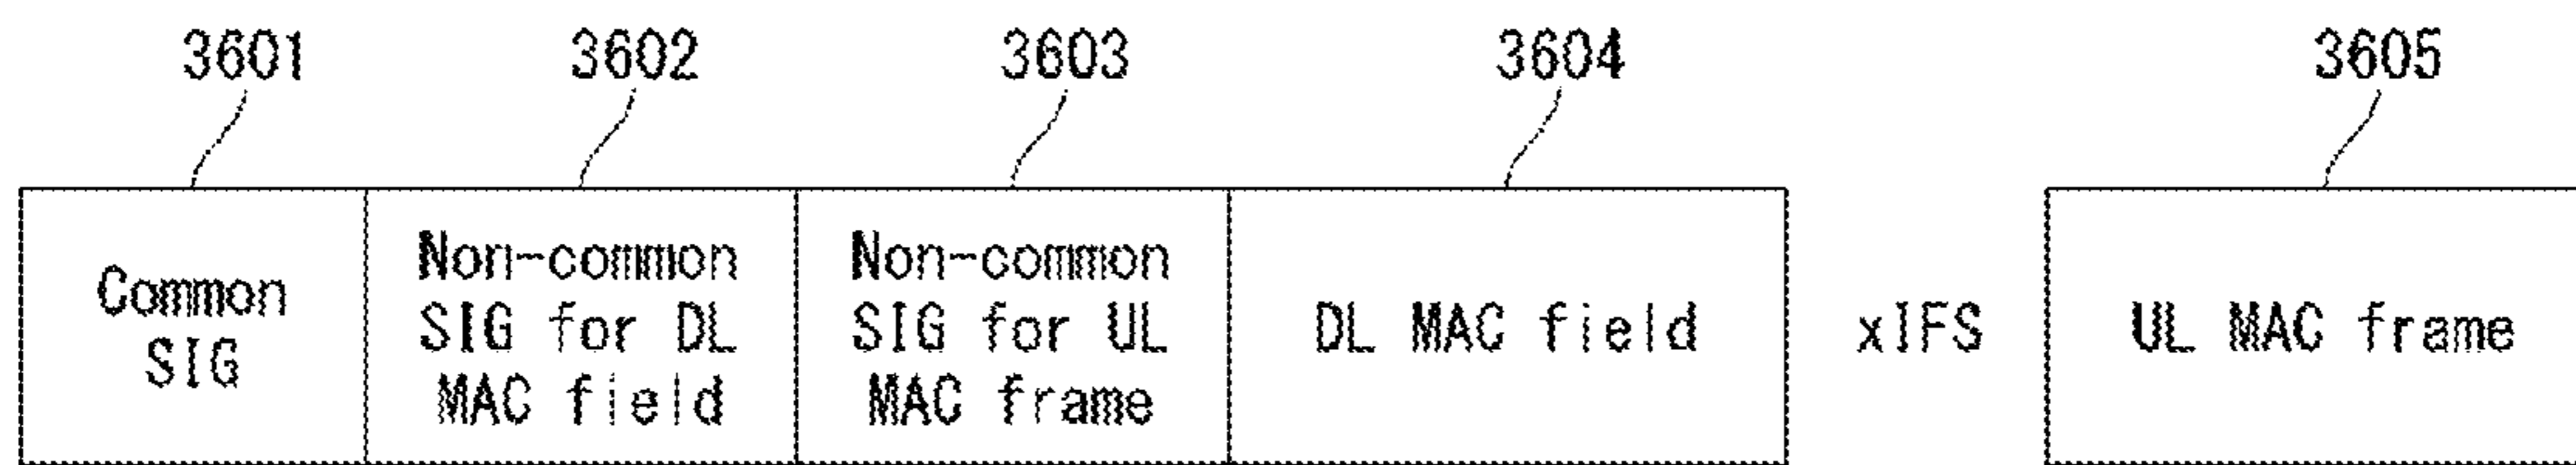 3601 3602 3603 3604 3605
Common
SIG
Non-common
SIG for DL
MAC field
Non-common
SIG for UL
MAC frame
DL MAC field
xIFS
UL MAC frame